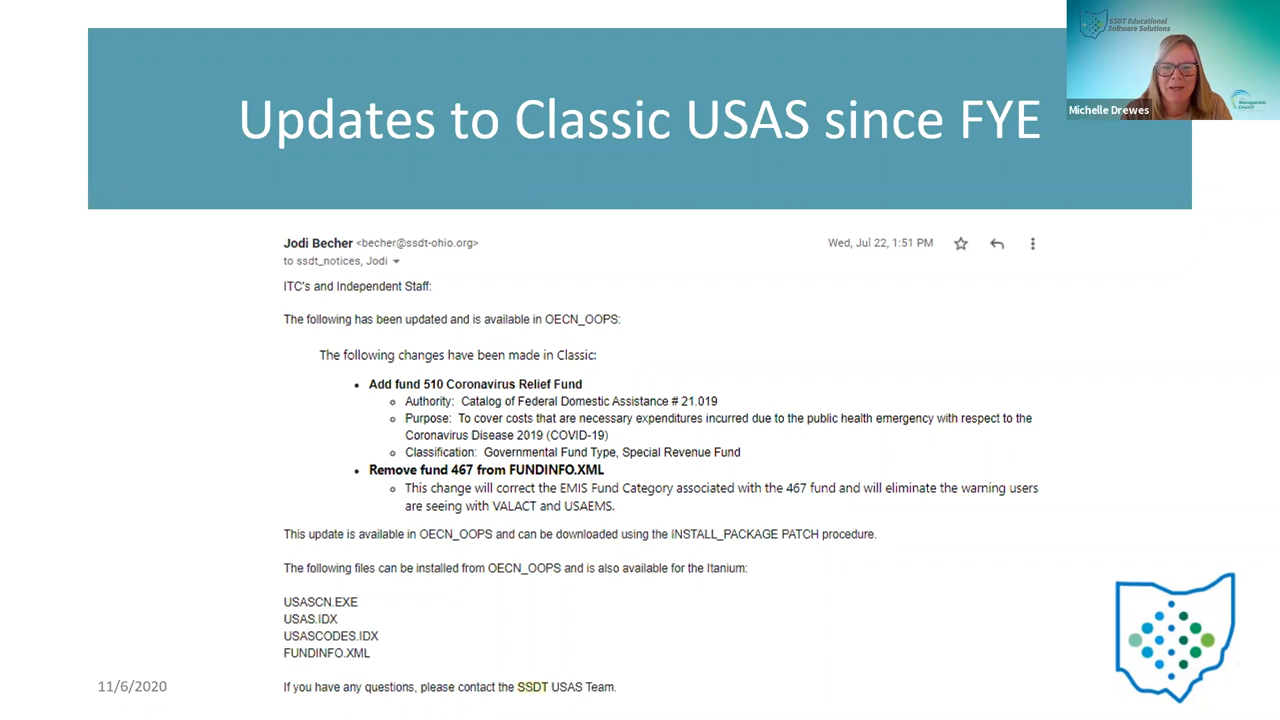 SSDT Educational
Software Solutions
Management
Council
Michelle Drewes
Updates to Classic USAS since FYE
Jodi Becher <becher@ssdt-ohio.org>
Wed, Jul 22, 1:51 PM
to ssdt_notices, Jodi
ITC's and Independent Staff:
The following has been updated and is available in OECN_OOPS:
The following changes have been made in Classic:
• Add fund 510 Coronavirus Relief Fund
o Authority: Catalog of Federal Domestic Assistance # 21.019
o Purpose: To cover costs that are necessary expenditures incurred due to the public health emergency with respect to the
Coronavirus Disease 2019 (COVID-19)
o Classification: Governmental Fund Type, Special Revenue Fund
• Remove fund 467 from FUNDINFO.XML
o This change will correct the EMIS Fund Category associated with the 467 fund and will eliminate the warning users
are seeing with VALACT and USAEMS.
This update is available in OECN_OOPS and can be downloaded using the INSTALL_PACKAGE PATCH procedure.
The following files can be installed from OECN_OOPS and is also available for the Itanium:
USASCN.EXE
USAS.IDX
USASCODES.IDX
FUNDINFO.XML
If you have any questions, please contact the SSDT USAS Team.
11/6/2020